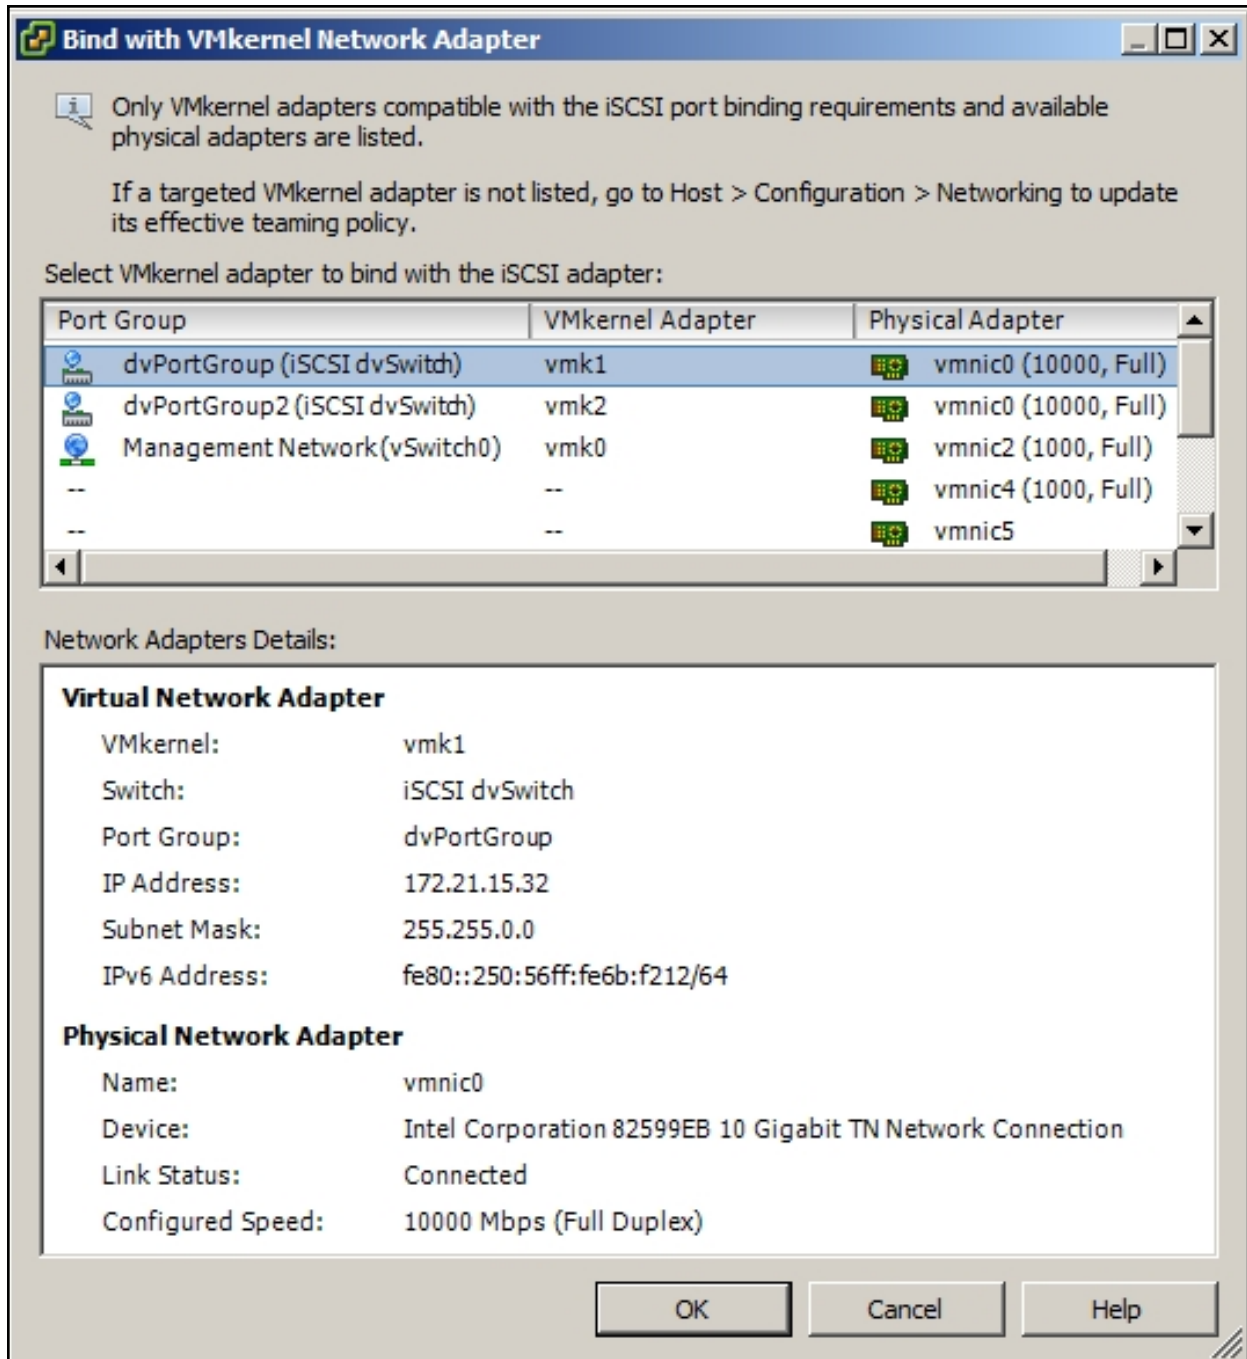 Bind with VMkernel Network Adapter
Only VMkernel adapters compatible with the iSCSI port binding requirements and available
physical adapters are listed.
If a targeted VMkernel adapter is not listed, go to Host > Configuration > Networking to update
its effective teaming policy.
Select VMkernel adapter to bind with the iSCSI adapter:
Port Group VMkernel Adapter Physical Adapter
dvPortGroup (iSCSI dvSwitch) vmk1 vmnic0 (10000, Full)
dvPortGroup2 (iSCSI dvSwitch) vmk2 vmnic0 (10000, Full)
Management Network (vSwitch0) vmk0 vmnic2 (1000, Full)
-- -- vmnic4 (1000, Full)
-- -- vmnic5
Network Adapters Details:
Virtual Network Adapter
VMkernel: vmk1
Switch: iSCSI dvSwitch
Port Group: dvPortGroup
IP Address: 172.21.15.32
Subnet Mask: 255.255.0.0
IPv6 Address: fe80::250:56ff:fe6b:f212/64
Physical Network Adapter
Name: vmnic0
Device: Intel Corporation 82599EB 10 Gigabit TN Network Connection
Link Status: Connected
Configured Speed: 10000 Mbps (Full Duplex)
OK Cancel Help